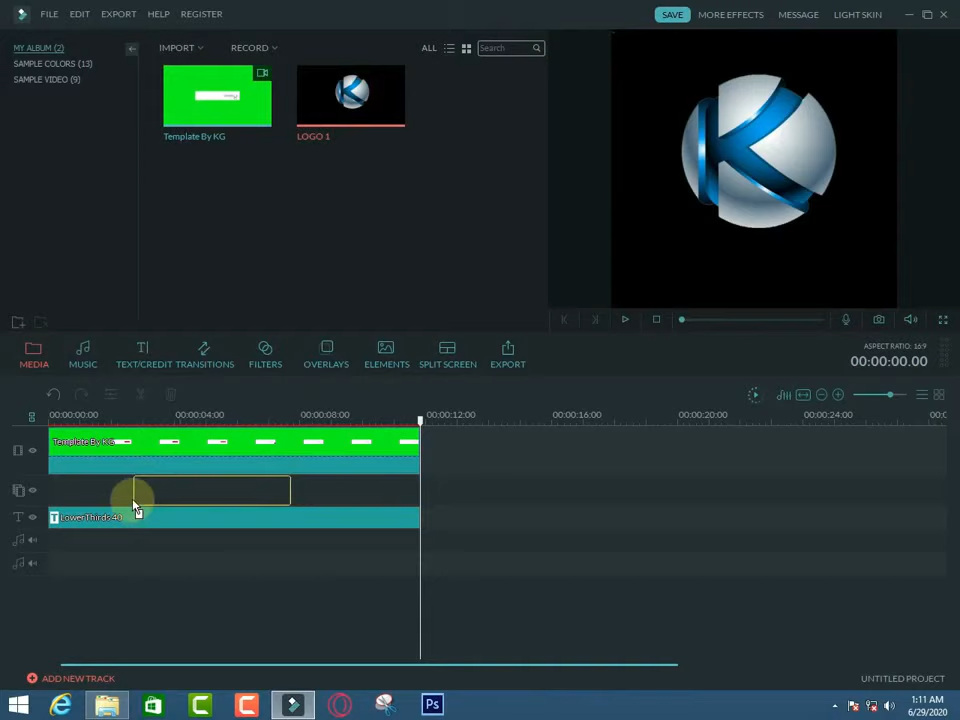 FILE EDIT EXPORT HELP REGISTER
SAVE MORE EFFECTS MESSAGE LIGHT SKIN
MY ALBUM (2)
SAMPLE COLORS (13)
SAMPLE VIDEO (9)
IMPORT RECORD ALL Search
Template By KG LOGO 1
MEDIA MUSIC TEXT/CREDIT TRANSITIONS FILTERS OVERLAYS ELEMENTS SPLIT SCREEN EXPORT
ASPECT RATIO: 16:9
00:00:00.00
00:00:00:00 00:00:04:00 00:00:08:00 00:00:12:00 00:00:16:00 00:00:20:00 00:00:24:00
Template By KG
T LowerThirds 40
ADD NEW TRACK UNTITLED PROJECT
Ps
1:11 AM
6/29/2020